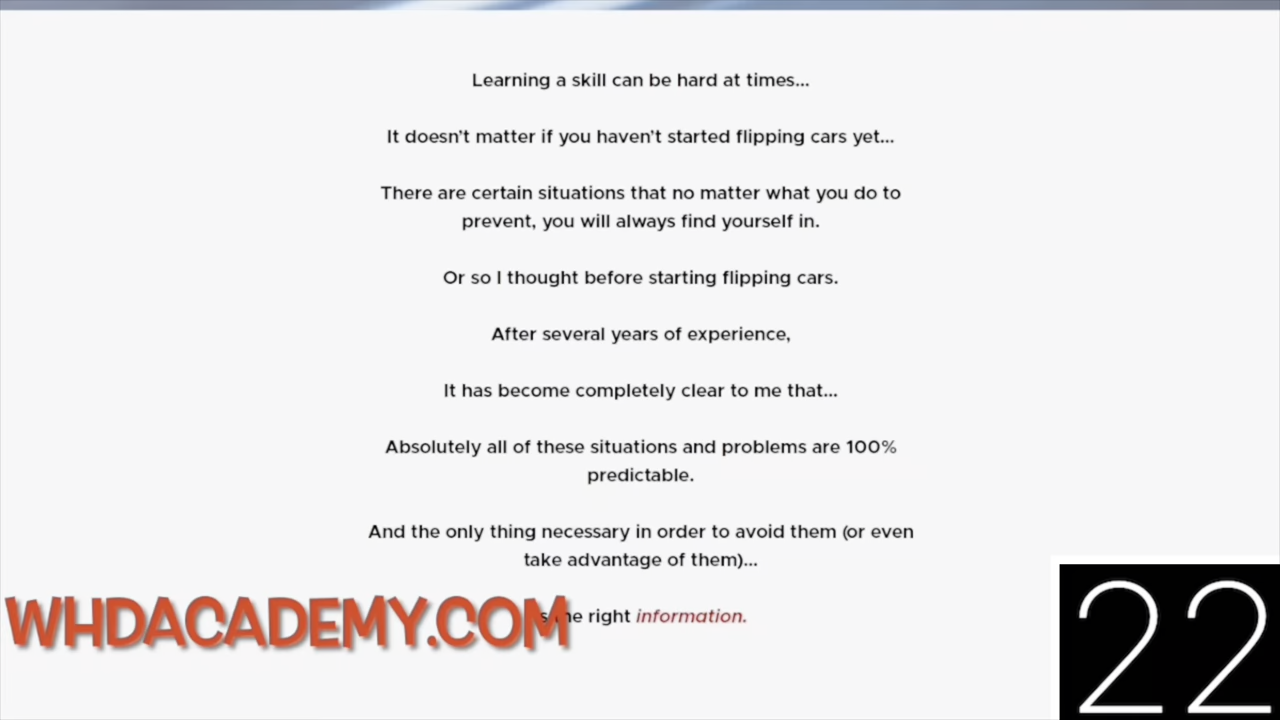 Learning a skill can be hard at times...
It doesn't matter if you haven't started flipping cars yet...
There are certain situations that no matter what you do to
prevent, you will always find yourself in.
Or so I thought before starting flipping cars.
After several years of experience,
It has become completely clear to me that...
Absolutely all of these situations and problems are 100%
predictable.
And the only thing necessary in order to avoid them (or even
take advantage of them)...
right information.
WHDACADEMY.COM
22